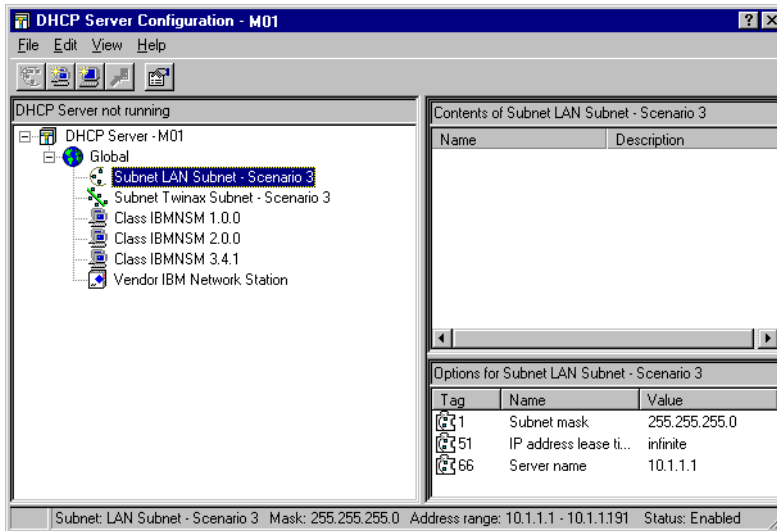 DHCP Server Configuration - M01
File Edit View Help
DHCP Server not running
DHCP Server - M01
Global
Subnet LAN Subnet - Scenario 3
Subnet Twinax Subnet - Scenario 3
Class IBMNSM 1.0.0
Class IBMNSM 2.0.0
Class IBMNSM 3.4.1
Vendor IBM Network Station
Contents of Subnet LAN Subnet - Scenario 3
Name Description
Options for Subnet LAN Subnet - Scenario 3
Tag Name Value
1 Subnet mask 255.255.255.0
51 IP address lease ti... infinite
66 Server name 10.1.1.1
Subnet: LAN Subnet - Scenario 3 Mask: 255.255.255.0 Address range: 10.1.1.1 - 10.1.1.191 Status: Enabled